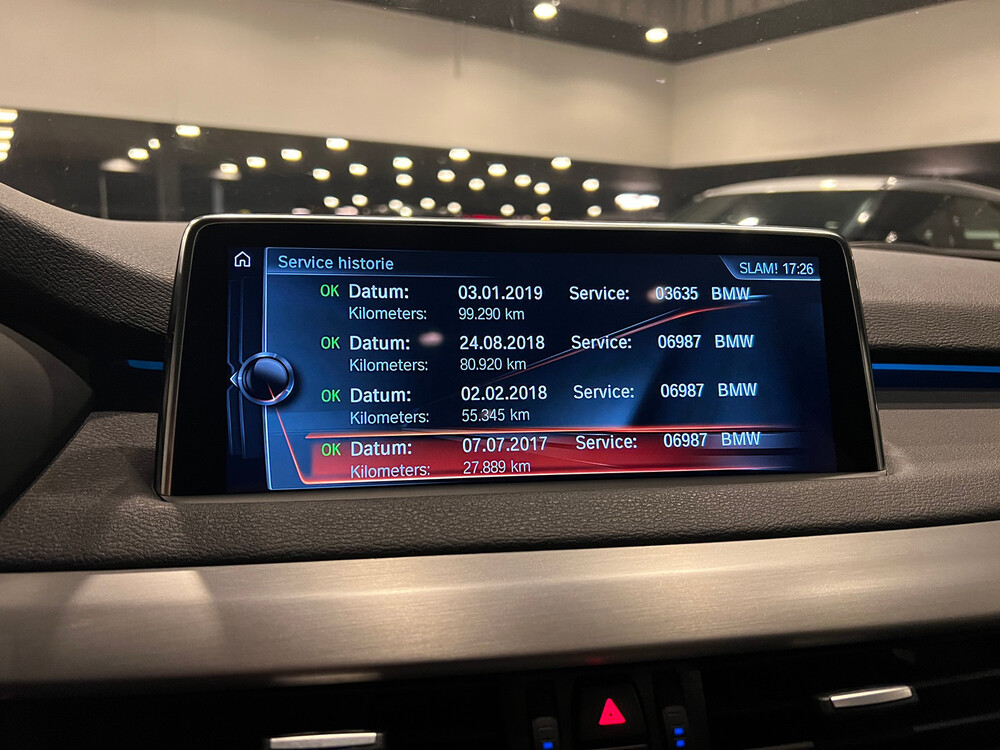 Service historie
SLAM! 17:26
OK Datum: 03.01.2019 Service: 03635 BMW
Kilometers: 99.290 km
OK Datum: 24.08.2018 Service: 06987 BMW
Kilometers: 80.920 km
OK Datum: 02.02.2018 Service: 06987 BMW
Kilometers: 55.345 km
OK Datum: 07.07.2017 Service: 06987 BMW
Kilometers: 27.889 km